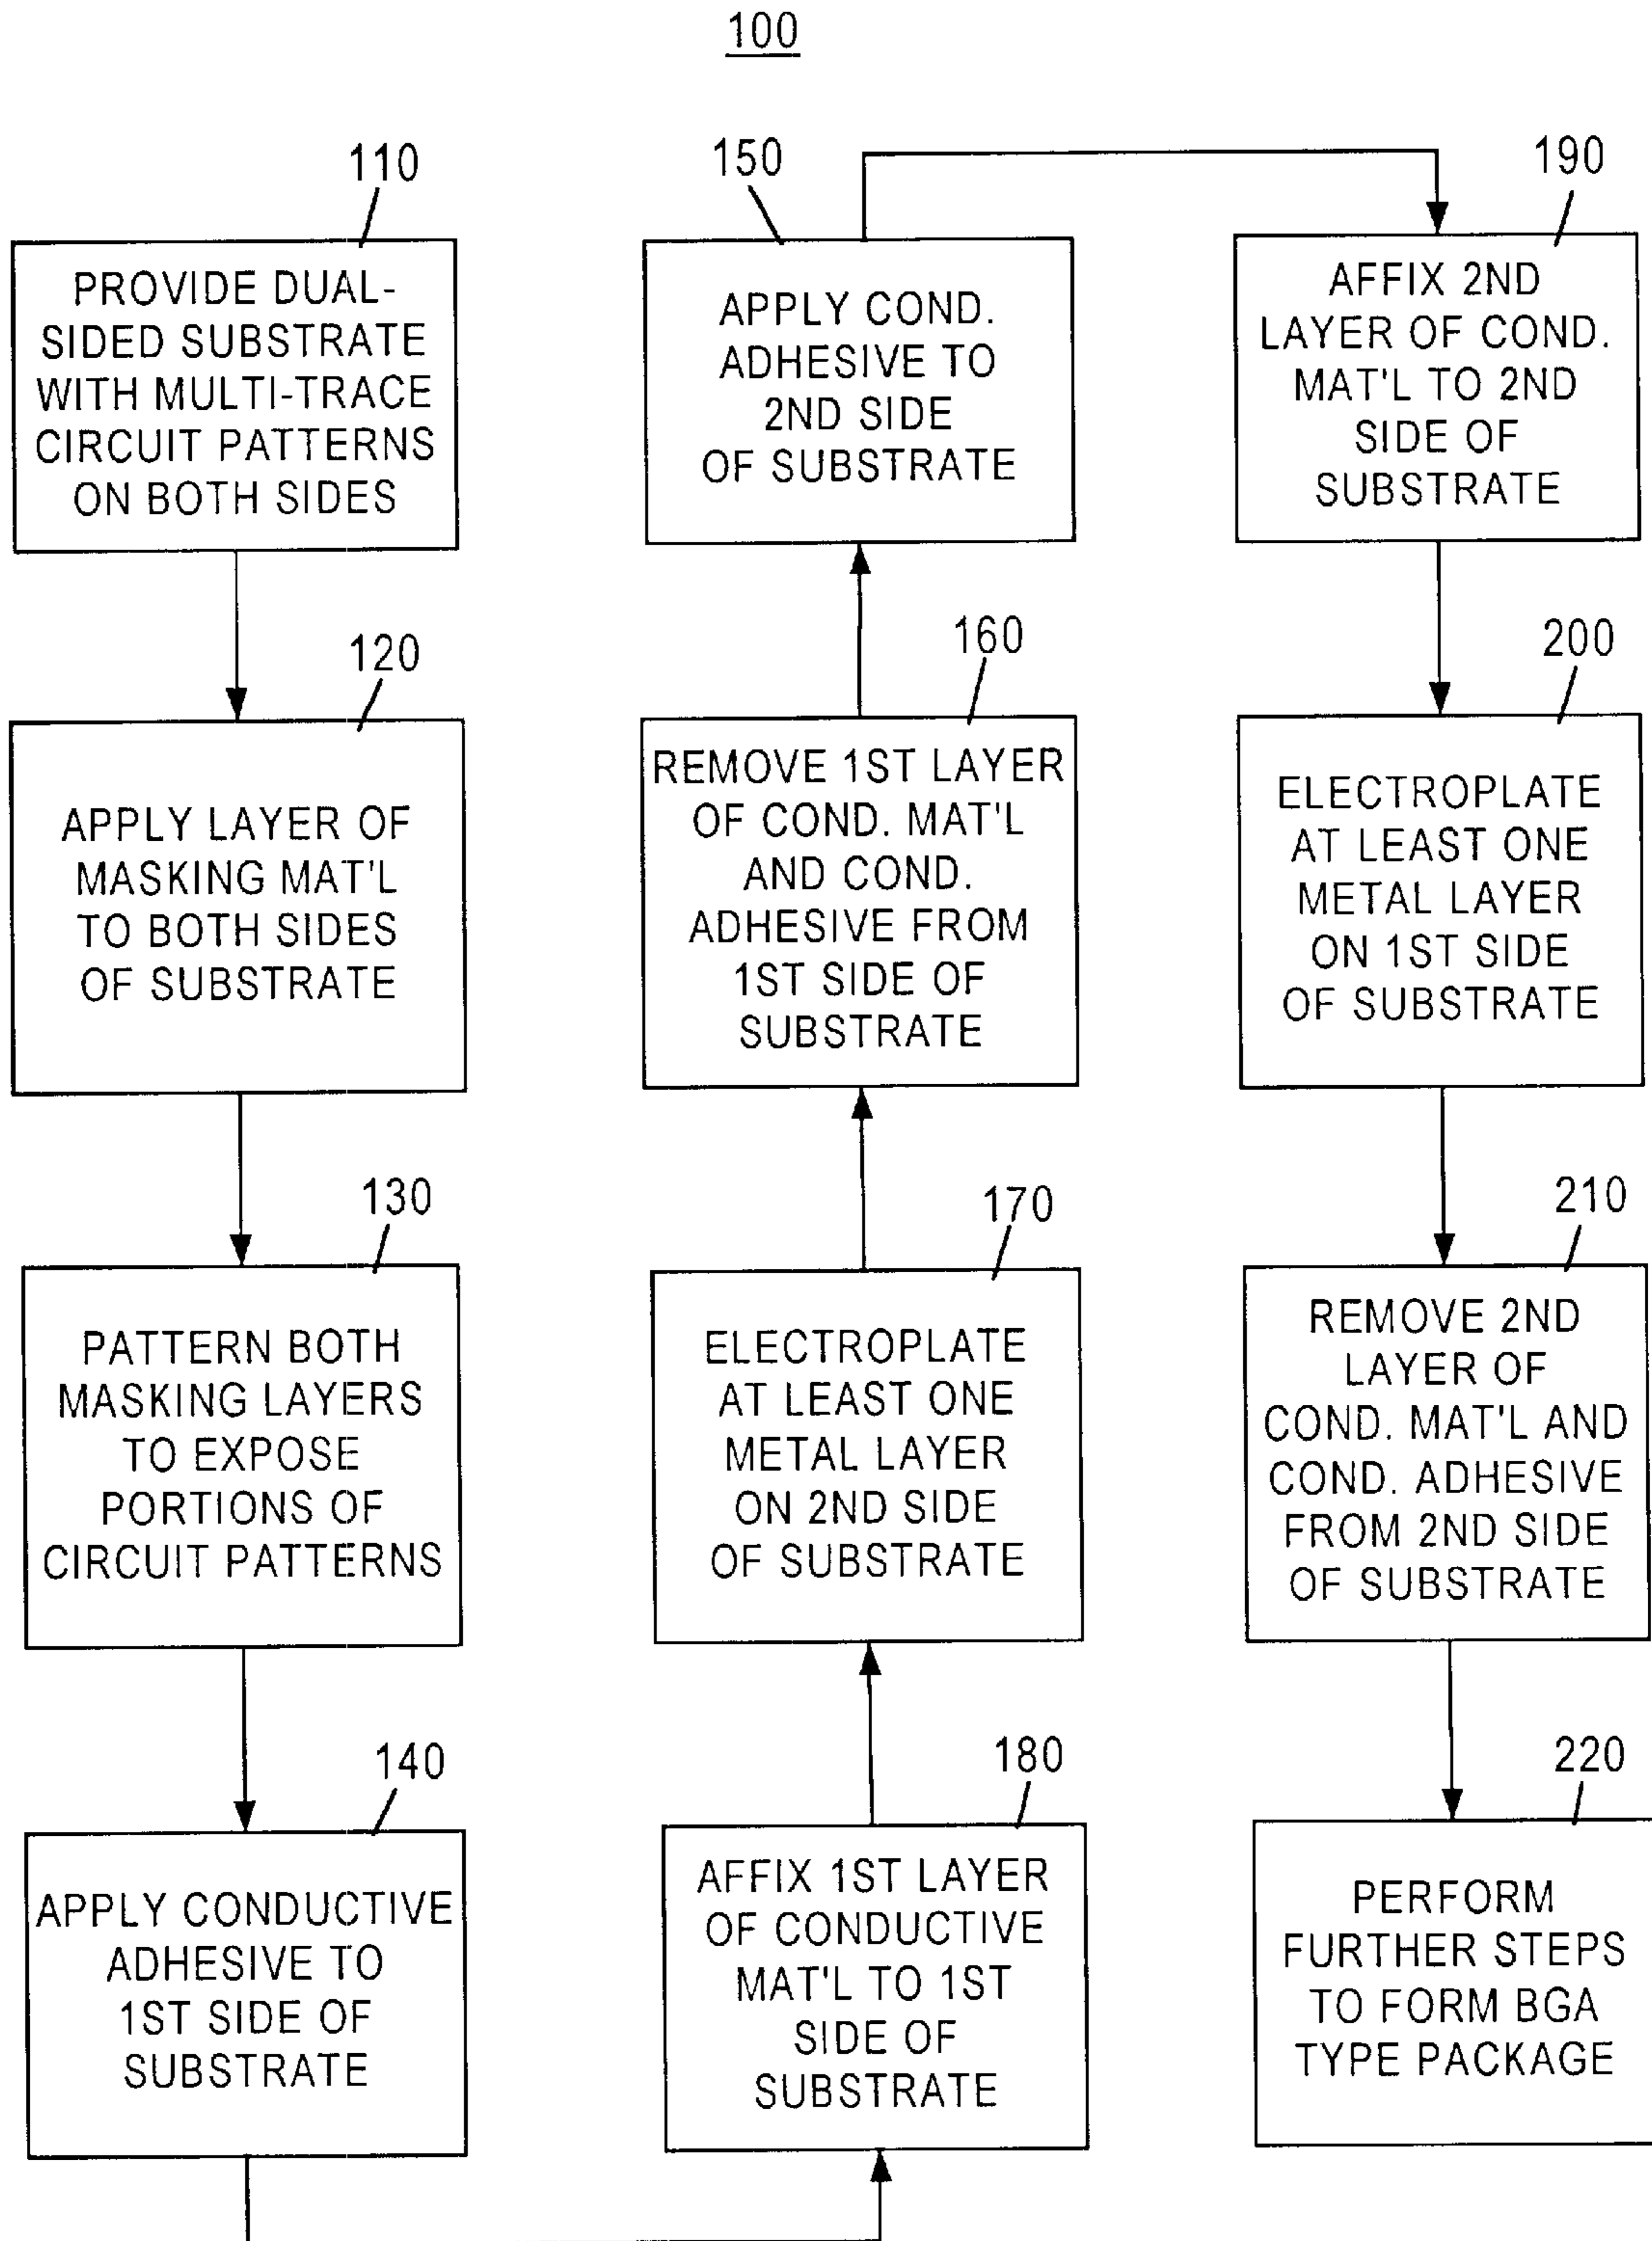 100
110
PROVIDE DUAL-
SIDED SUBSTRATE
WITH MULTI-TRACE
CIRCUIT PATTERNS
ON BOTH SIDES
120
APPLY LAYER OF
MASKING MAT'L
TO BOTH SIDES
OF SUBSTRATE
130
PATTERN BOTH
MASKING LAYERS
TO EXPOSE
PORTIONS OF
CIRCUIT PATTERNS
140
APPLY CONDUCTIVE
ADHESIVE TO
1ST SIDE OF
SUBSTRATE
150
APPLY COND.
ADHESIVE TO
2ND SIDE
OF SUBSTRATE
160
REMOVE 1ST LAYER
OF COND. MAT'L
AND COND.
ADHESIVE FROM
1ST SIDE OF
SUBSTRATE
170
ELECTROPLATE
AT LEAST ONE
METAL LAYER
ON 2ND SIDE
OF SUBSTRATE
180
AFFIX 1ST LAYER
OF CONDUCTIVE
MAT'L TO 1ST
SIDE OF
SUBSTRATE
190
AFFIX 2ND
LAYER OF COND.
MAT'L TO 2ND
SIDE OF
SUBSTRATE
200
ELECTROPLATE
AT LEAST ONE
METAL LAYER
ON 1ST SIDE
OF SUBSTRATE
210
REMOVE 2ND
LAYER OF
COND. MAT'L AND
COND. ADHESIVE
FROM 2ND SIDE
OF SUBSTRATE
220
PERFORM
FURTHER STEPS
TO FORM BGA
TYPE PACKAGE